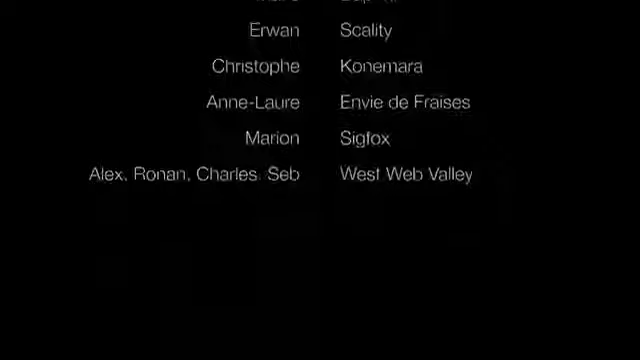 Erwan Scality
Christophe Konemara
Anne-Laure Envie de Fraises
Marion Sigfox
Alex, Ronan, Charles, Seb West Web Valley